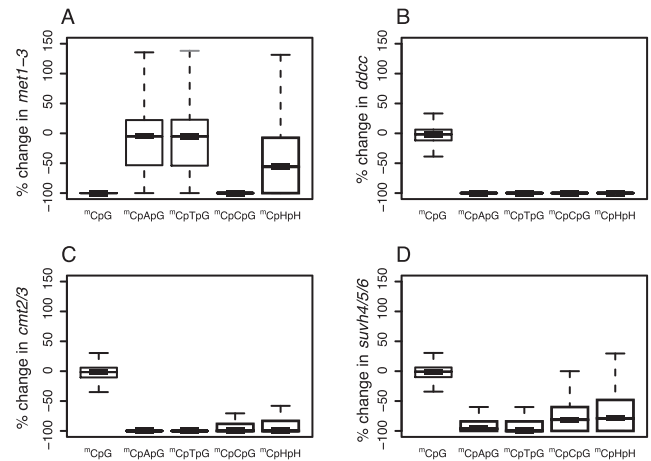 A
% change in met1−3
150
100
50
0
−50
−100
mCpG mCpApG mCpTpG mCpCpG mCpHpH
B
% change in ddcc
150
100
50
0
−50
−100
mCpG mCpApG mCpTpG mCpCpG mCpHpH
C
% change in cmt2/3
150
100
50
0
−50
−100
mCpG mCpApG mCpTpG mCpCpG mCpHpH
D
% change in suvh4/5/6
150
100
50
0
−50
−100
mCpG mCpApG mCpTpG mCpCpG mCpHpH